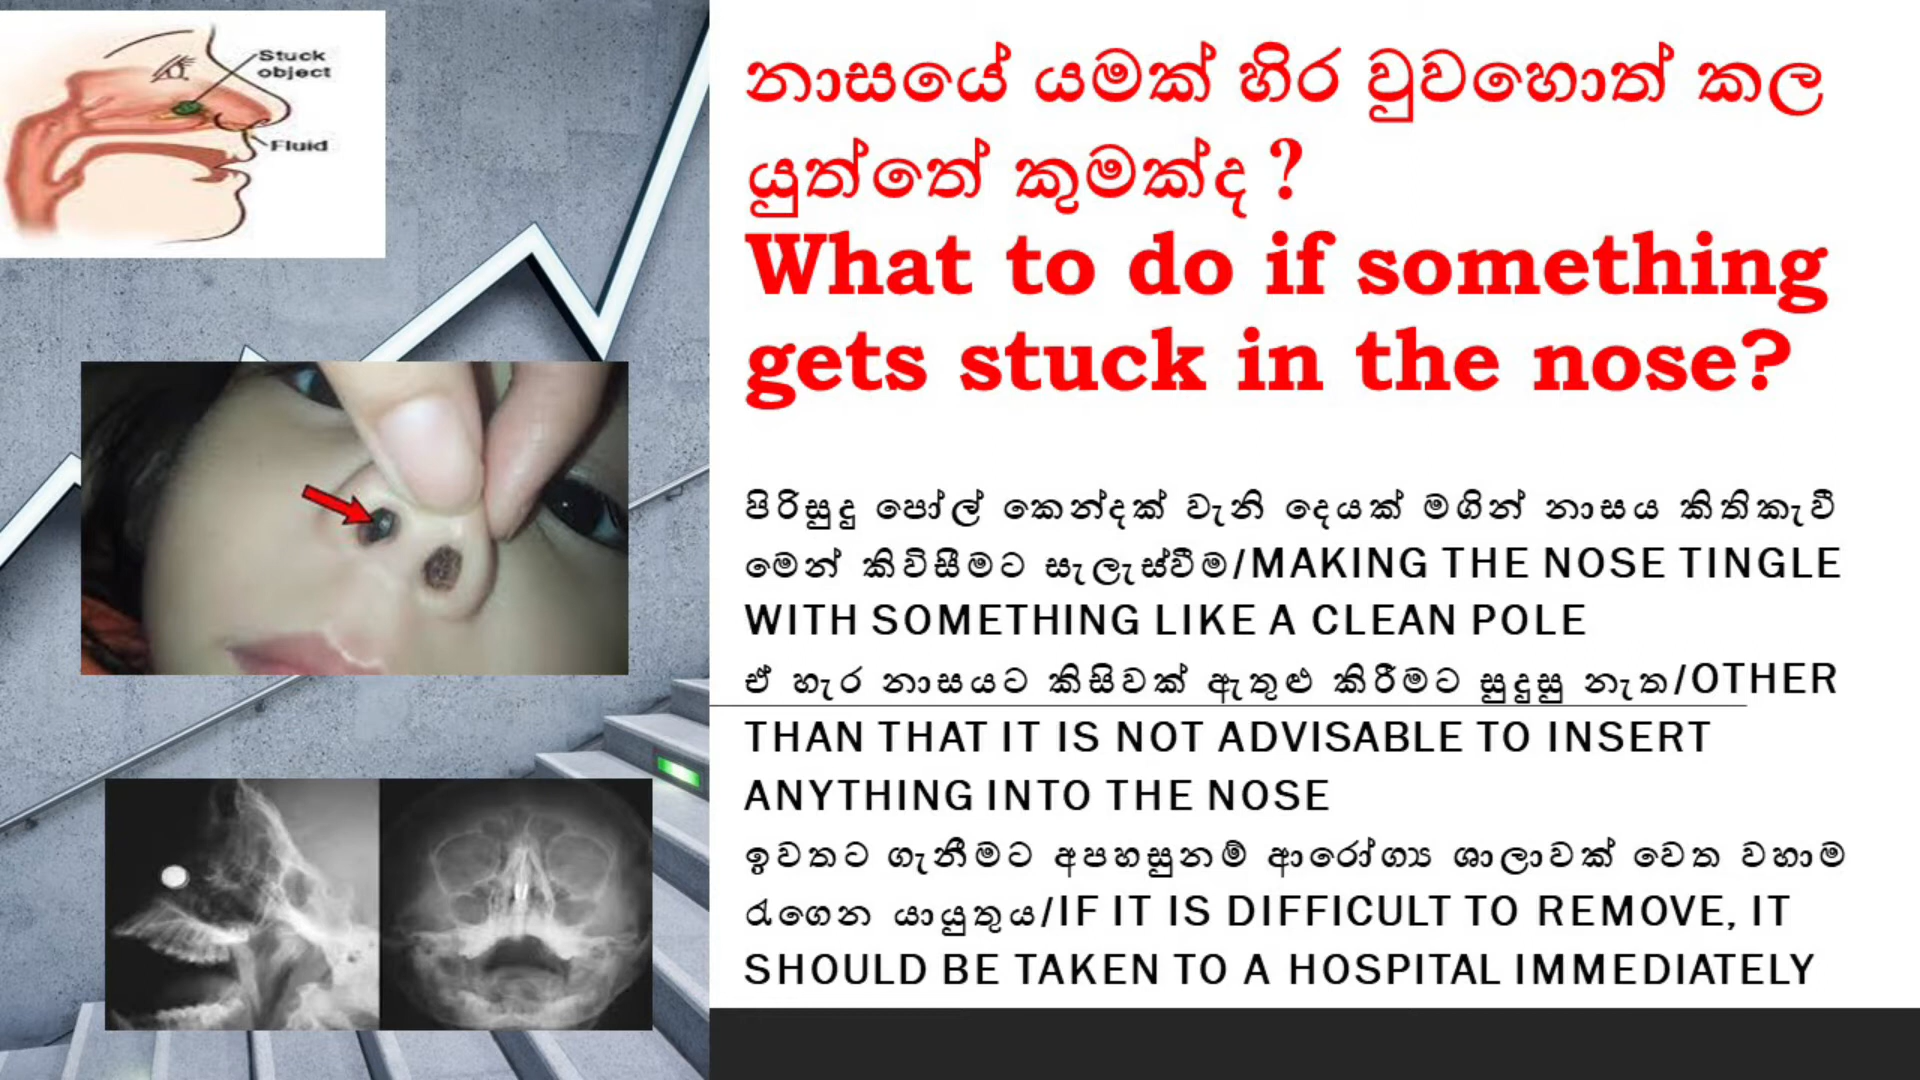 Stuck
object
Fluid
නාසයේ යමක් හිර වුවහොත් කල
යුත්තේ කුමක්ද ?
What to do if something
gets stuck in the nose?
පිරිසුදු පෝල් කෙන්දක් වැනි දෙයක් මගින් නාසය කිතිකැවී
මෙන් කිවිසීමට සැලැස්වීම/MAKING THE NOSE TINGLE
WITH SOMETHING LIKE A CLEAN POLE
ඒ හැර නාසයට කිසිවක් ඇතුළු කිරීමට සුදුසු නැත/OTHER
THAN THAT IT IS NOT ADVISABLE TO INSERT
ANYTHING INTO THE NOSE
ඉවතට ගැනීමට අපහසුනම් ආරෝග්‍ය ශාලාවක් වෙත වහාම
රැගෙන යායුතුය/IF IT IS DIFFICULT TO REMOVE, IT
SHOULD BE TAKEN TO A HOSPITAL IMMEDIATELY